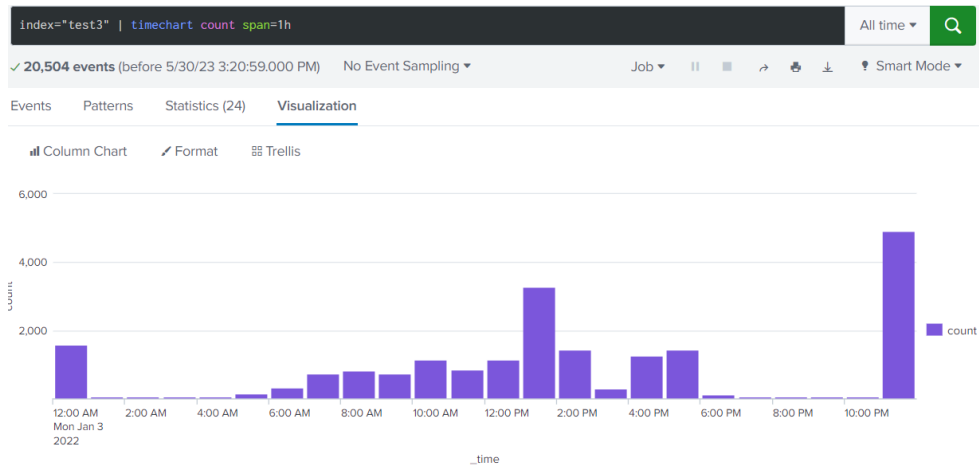 index="test3" | timechart count span=1h
All time
20,504 events (before 5/30/23 3:20:59.000 PM)
No Event Sampling
Job
Smart Mode
Events
Patterns
Statistics (24)
Visualization
Column Chart
Format
Trellis
6,000
4,000
2,000
count
count
12:00 AM
Mon Jan 3
2022
2:00 AM
4:00 AM
6:00 AM
8:00 AM
10:00 AM
12:00 PM
2:00 PM
4:00 PM
6:00 PM
8:00 PM
10:00 PM
_time